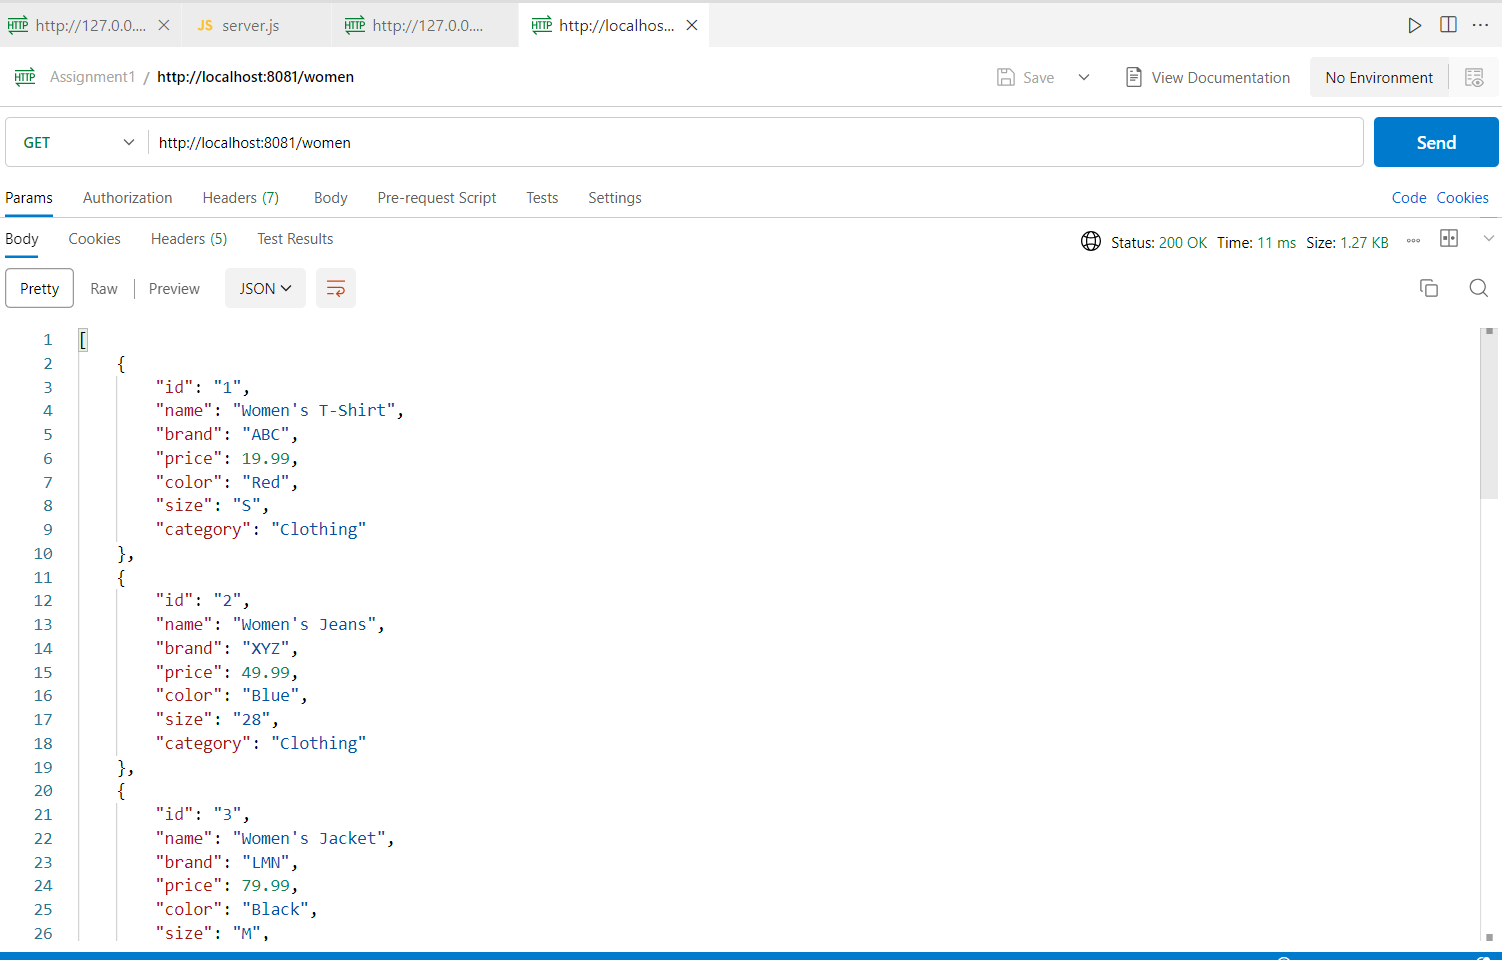 HTTP http://127.0.0.... JS server.js HTTP http://127.0.0.... HTTP http://localhos...
HTTP Assignment1 / http://localhost:8081/women Save View Documentation No Environment
GET http://localhost:8081/women Send
Params Authorization Headers (7) Body Pre-request Script Tests Settings Code Cookies
Body Cookies Headers (5) Test Results Status: 200 OK Time: 11 ms Size: 1.27 KB
Pretty Raw Preview JSON
1 [
2 {
3 "id": "1",
4 "name": "Women's T-Shirt",
5 "brand": "ABC",
6 "price": 19.99,
7 "color": "Red",
8 "size": "S",
9 "category": "Clothing"
10 },
11 {
12 "id": "2",
13 "name": "Women's Jeans",
14 "brand": "XYZ",
15 "price": 49.99,
16 "color": "Blue",
17 "size": "28",
18 "category": "Clothing"
19 },
20 {
21 "id": "3",
22 "name": "Women's Jacket",
23 "brand": "LMN",
24 "price": 79.99,
25 "color": "Black",
26 "size": "M",